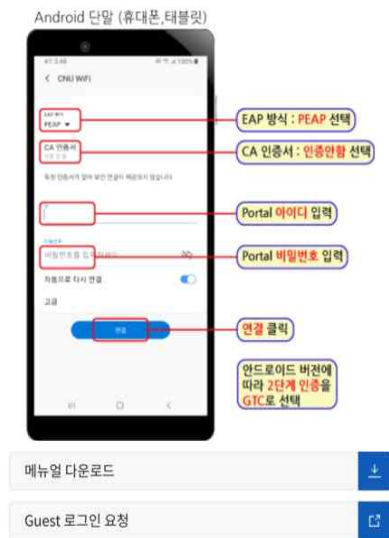 Android 단말 (휴대폰,태블릿)
CNU WiFi
EAP 방식
PEAP
EAP 방식 : PEAP 선택
CA 인증서
CA 인증서 : 인증안함 선택
ID
Portal 아이디 입력
비밀번호
Portal 비밀번호 입력
자동으로 다시 연결
고급
연결
연결 클릭
안드로이드 버전에
따라 2단계 인증을
GTC로 선택
메뉴얼 다운로드
Guest 로그인 요청